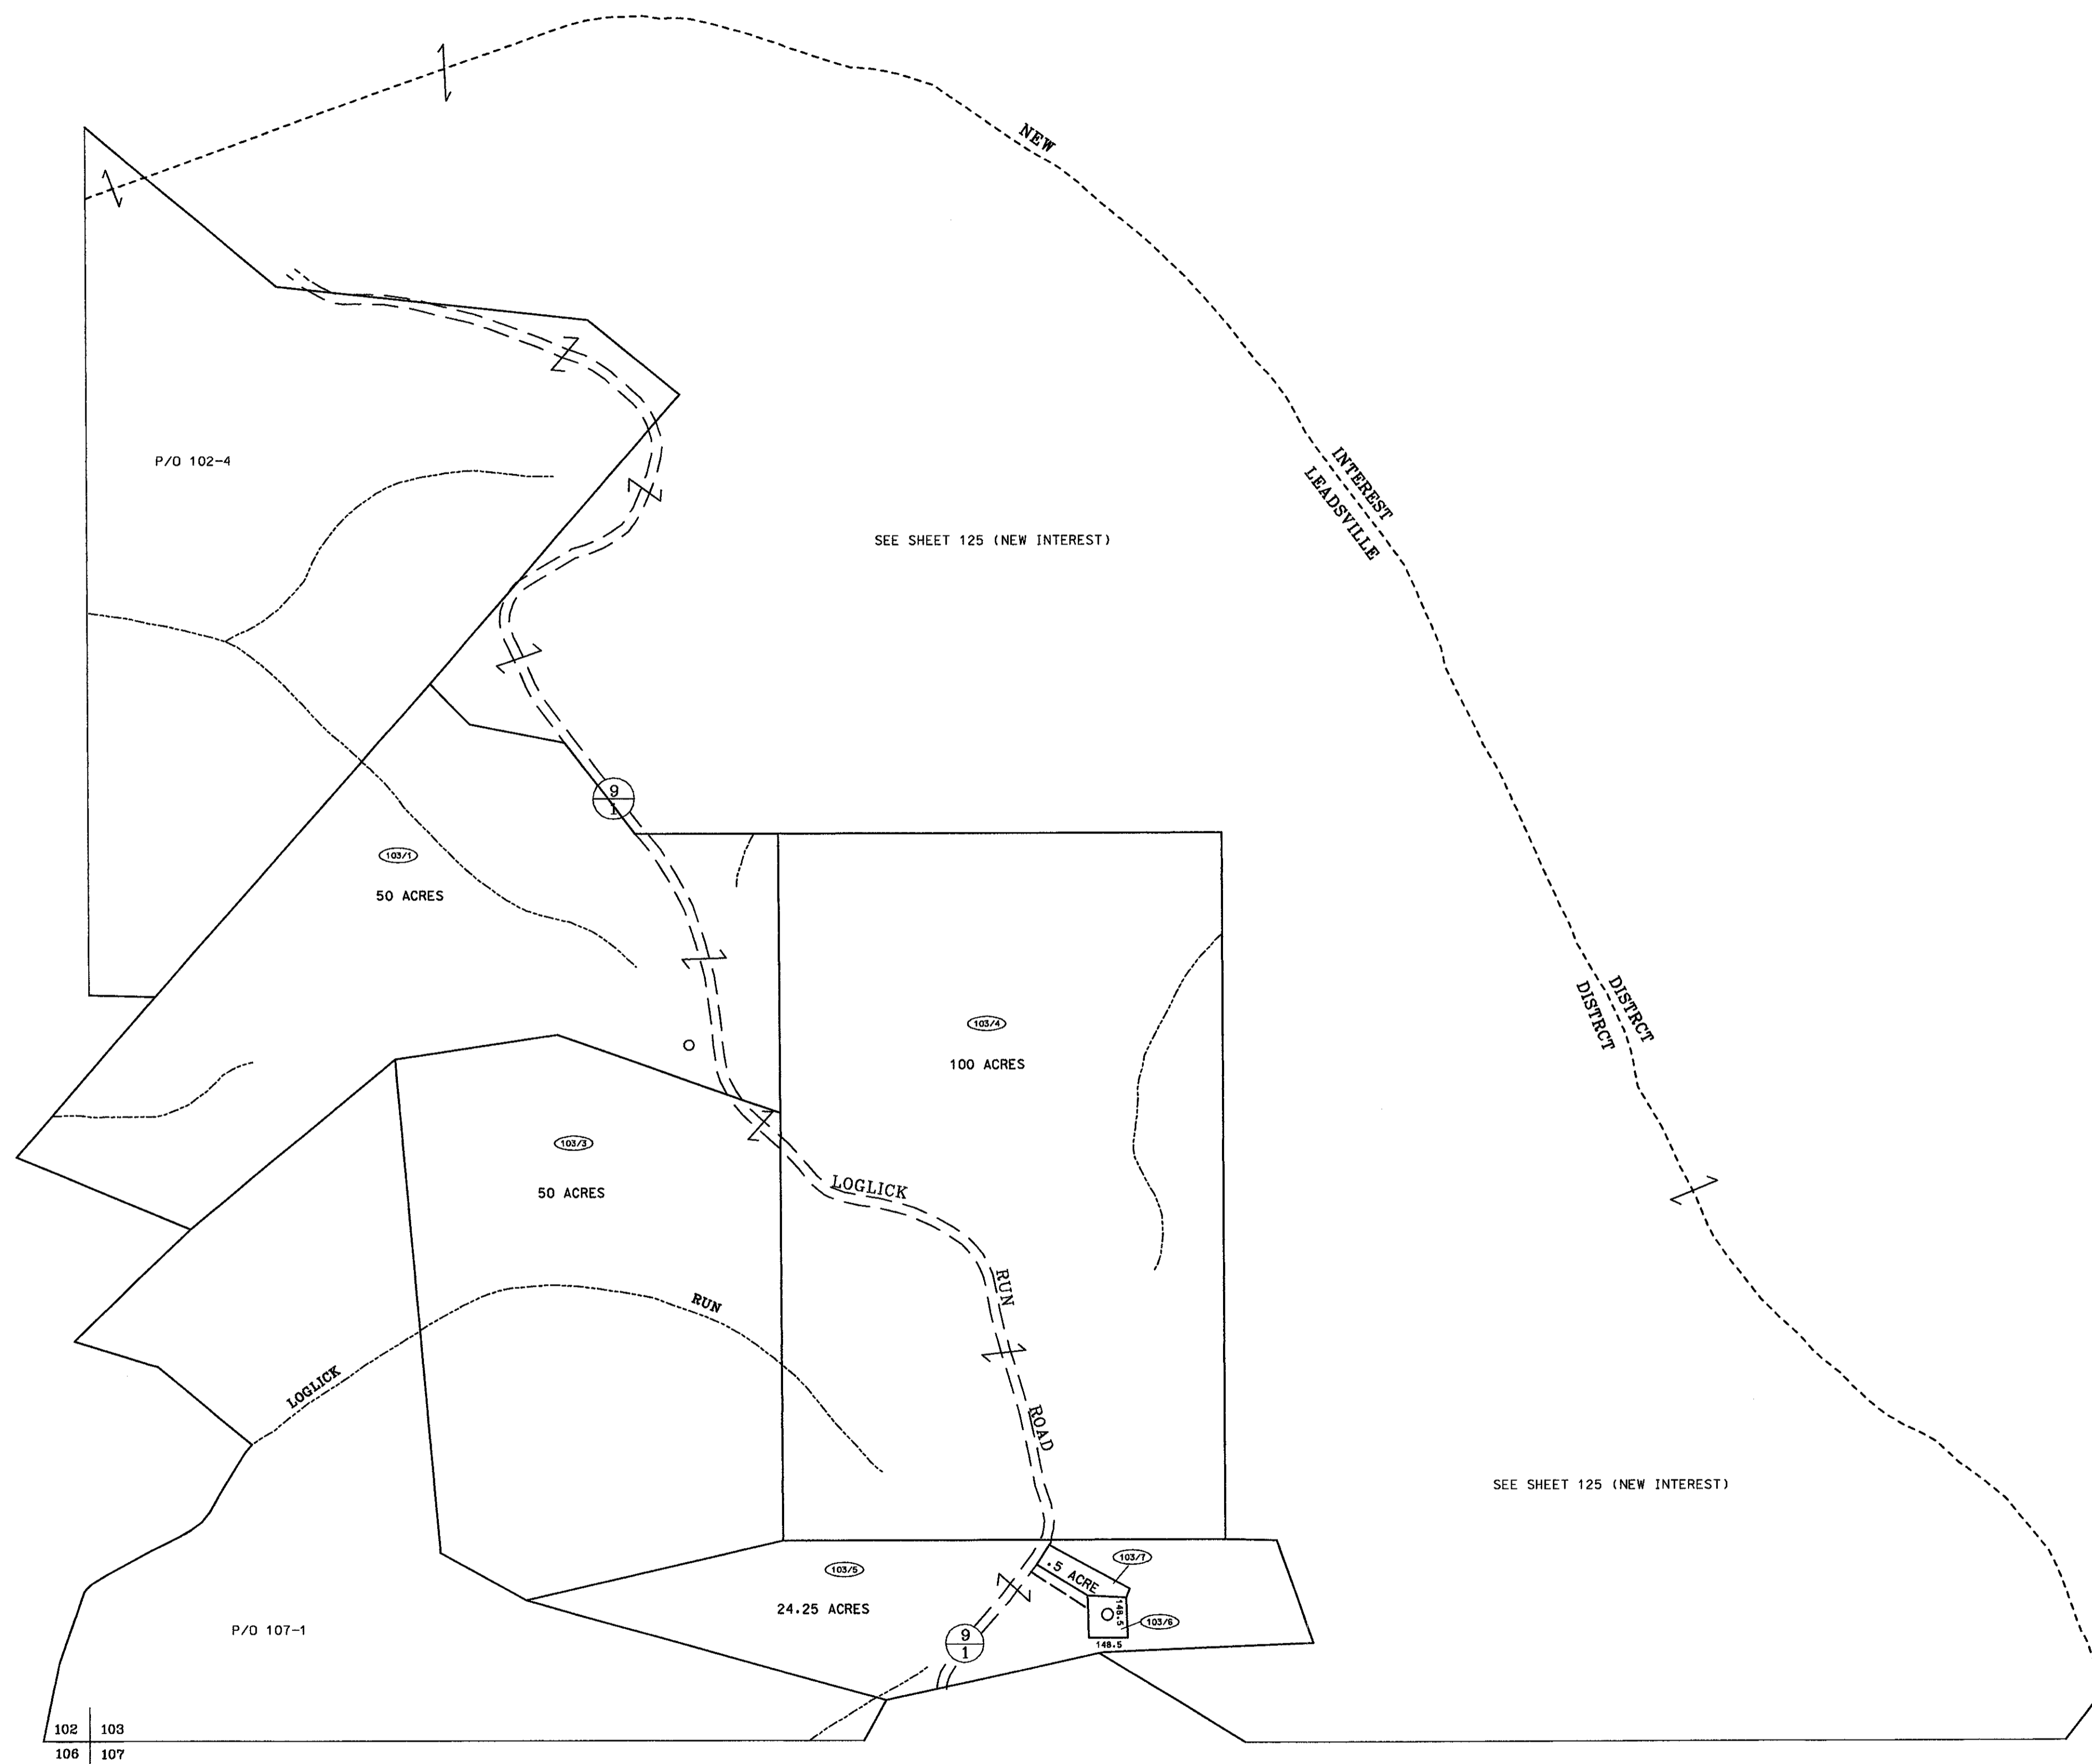 NEW
INTEREST
LEADSVILLE
P/O 102-4
SEE SHEET 125 (NEW INTEREST)
9
1
103/1
50 ACRES
DISTRCT
DISTRCT
103/4
100 ACRES
103/3
50 ACRES
LOGLICK
RUN
ROAD
RUN
LOGLICK
SEE SHEET 125 (NEW INTEREST)
103/7
.5 ACRE
103/5
24.25 ACRES
148.5
103/6
148.5
9
1
P/O 107-1
102 103
106 107